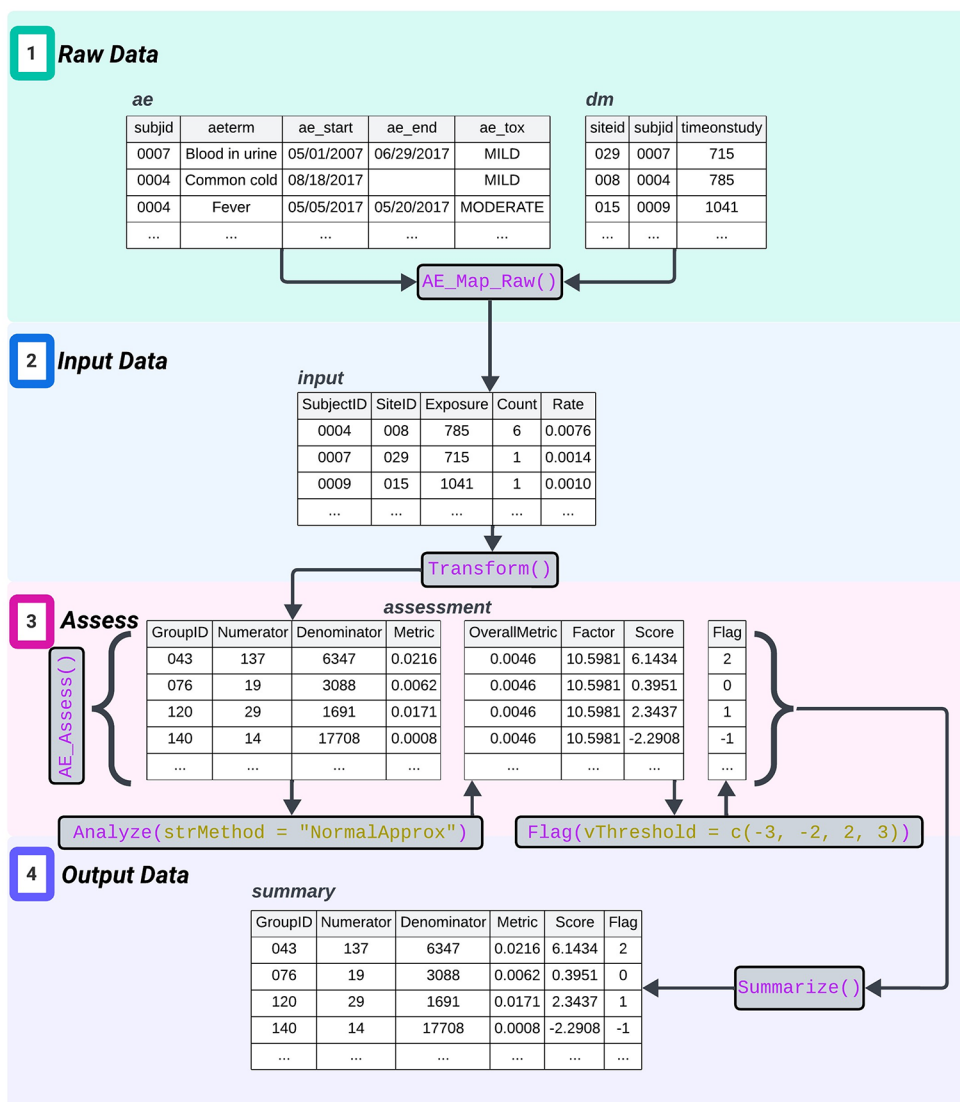 1 Raw Data
ae
subjid aeterm ae_start ae_end ae_tox
0007 Blood in urine 05/01/2007 06/29/2017 MILD
0004 Common cold 08/18/2017 MILD
0004 Fever 05/05/2017 05/20/2017 MODERATE
... ... ... ... ...
dm
siteid subjid timeonstudy
029 0007 715
008 0004 785
015 0009 1041
... ... ...
AE_Map_Raw()
2 Input Data
input
SubjectID SiteID Exposure Count Rate
0004 008 785 6 0.0076
0007 029 715 1 0.0014
0009 015 1041 1 0.0010
... ... ... ... ...
Transform()
3 Assess
assessment
AE_Assess()
GroupID Numerator Denominator Metric OverallMetric Factor Score Flag
043 137 6347 0.0216 0.0046 10.5981 6.1434 2
076 19 3088 0.0062 0.0046 10.5981 0.3951 0
120 29 1691 0.0171 0.0046 10.5981 2.3437 1
140 14 17708 0.0008 0.0046 10.5981 -2.2908 -1
... ... ... ... ... ... ... ...
Analyze(strMethod = "NormalApprox")
Flag(vThreshold = c(-3, -2, 2, 3))
4 Output Data
summary
GroupID Numerator Denominator Metric Score Flag
043 137 6347 0.0216 6.1434 2
076 19 3088 0.0062 0.3951 0
120 29 1691 0.0171 2.3437 1
140 14 17708 0.0008 -2.2908 -1
... ... ... ... ... ...
Summarize()